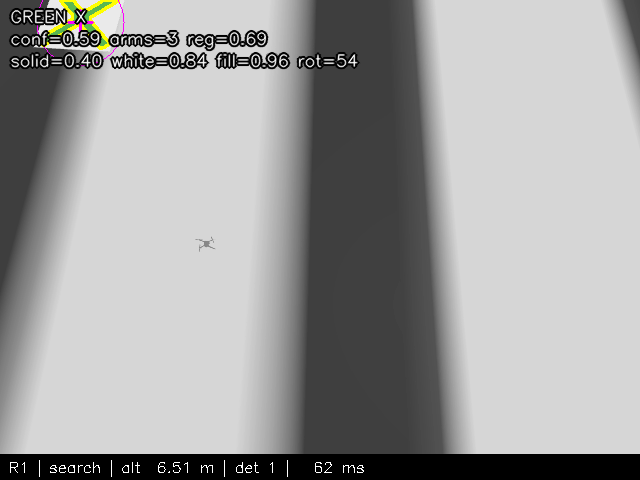 GREEN X
conf=0.59 arms=3 reg=0.69
solid=0.40 white=0.84 fill=0.96 rot=54
R1 | search | alt 6.51 m | det 1 | 62 ms